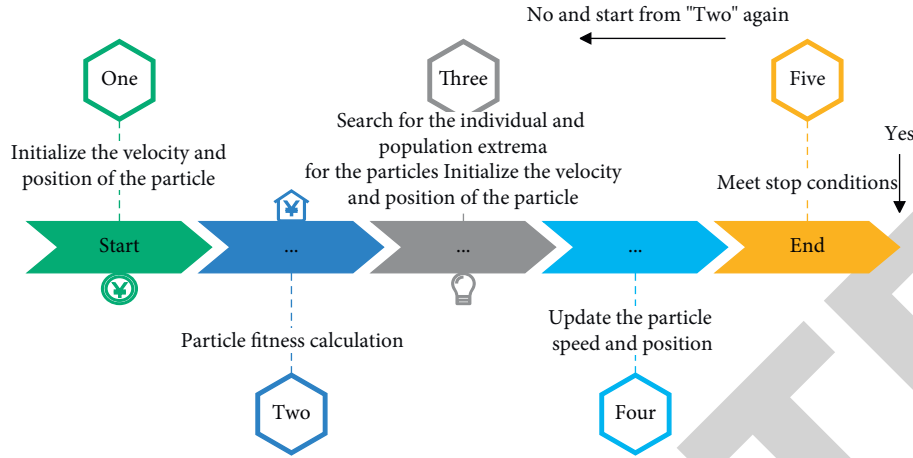 No and start from "Two" again
One
Three
Five
Initialize the velocity and
position of the particle
Search for the individual and
population extrema
for the particles Initialize the velocity
and position of the particle
Yes
Meet stop conditions
¥
Start
...
...
...
End
¥
Particle fitness calculation
Update the particle
speed and position
Two
Four